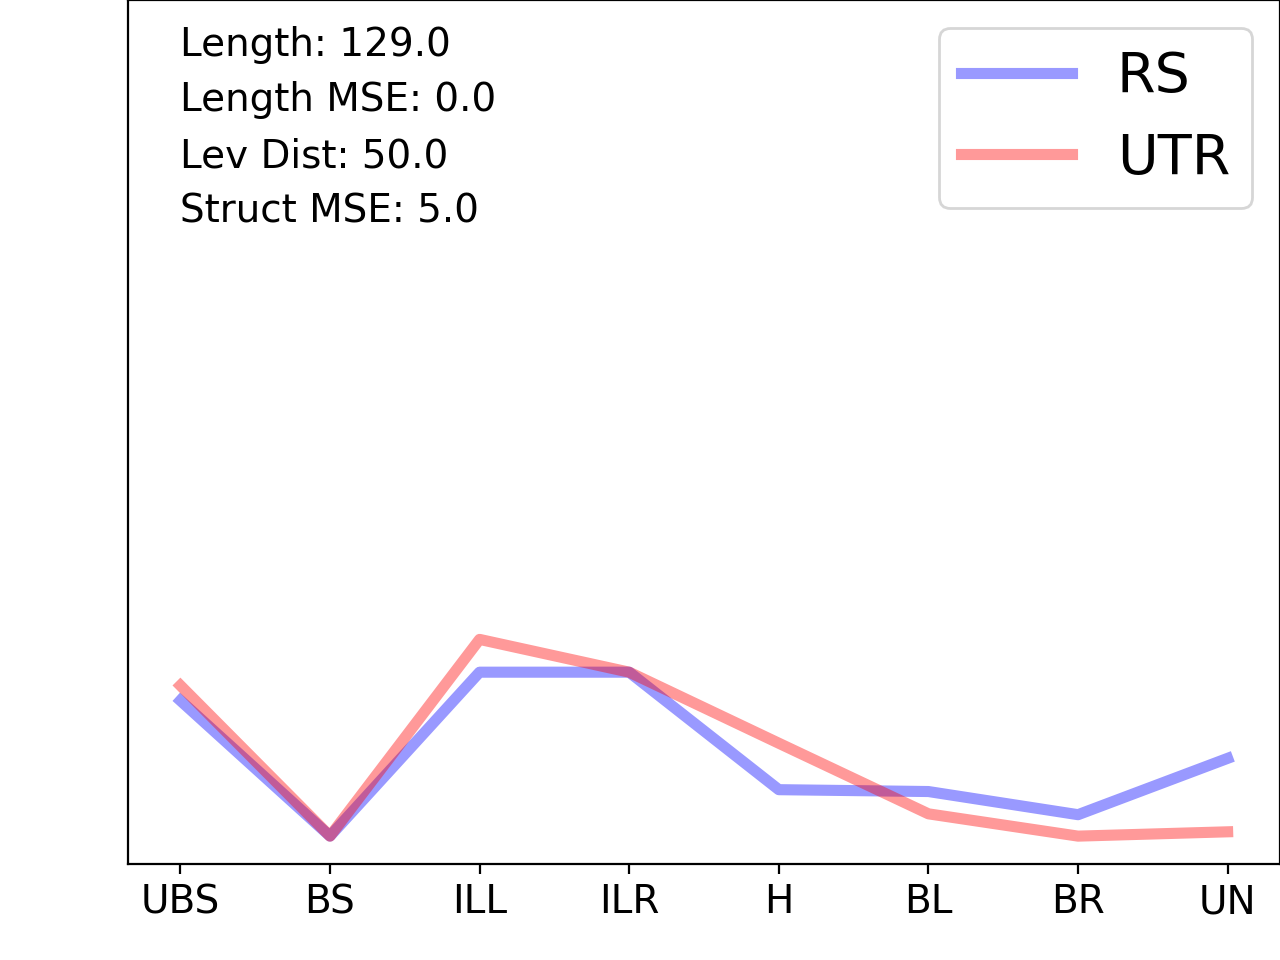 Length: 129.0
Length MSE: 0.0
Lev Dist: 50.0
Struct MSE: 5.0
RS
UTR
UBS BS ILL ILR H BL BR UN